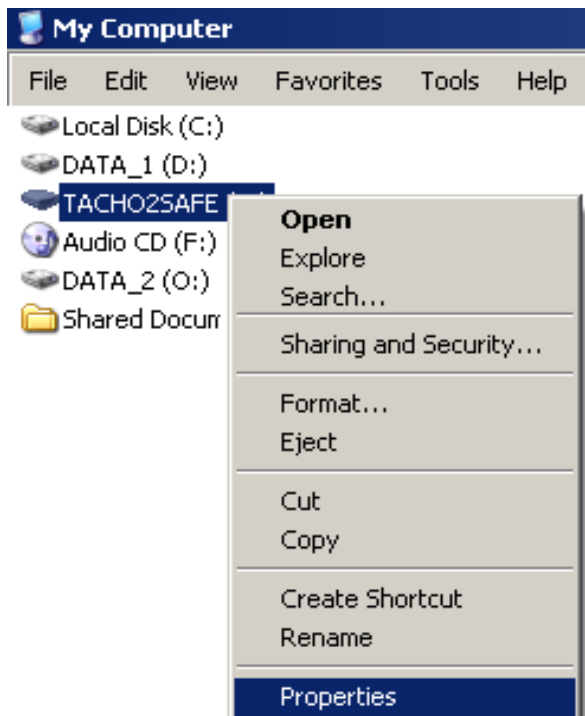 My Computer
File Edit View Favorites Tools Help
Local Disk (C:)
DATA_1 (D:)
TACHO2SAFE
Audio CD (F:)
DATA_2 (O:)
Shared Docum
Open
Explore
Search...
Sharing and Security...
Format...
Eject
Cut
Copy
Create Shortcut
Rename
Properties